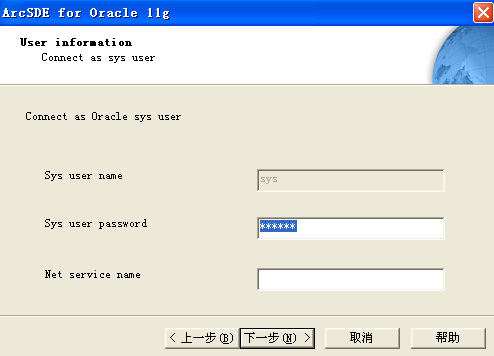 ArcSDE for Oracle 11g
User information
Connect as sys user
Connect as Oracle sys user
Sys user name
sys
Sys user password
******
Net service name
< 上一步(B)
下一步(N) >
取消
帮助